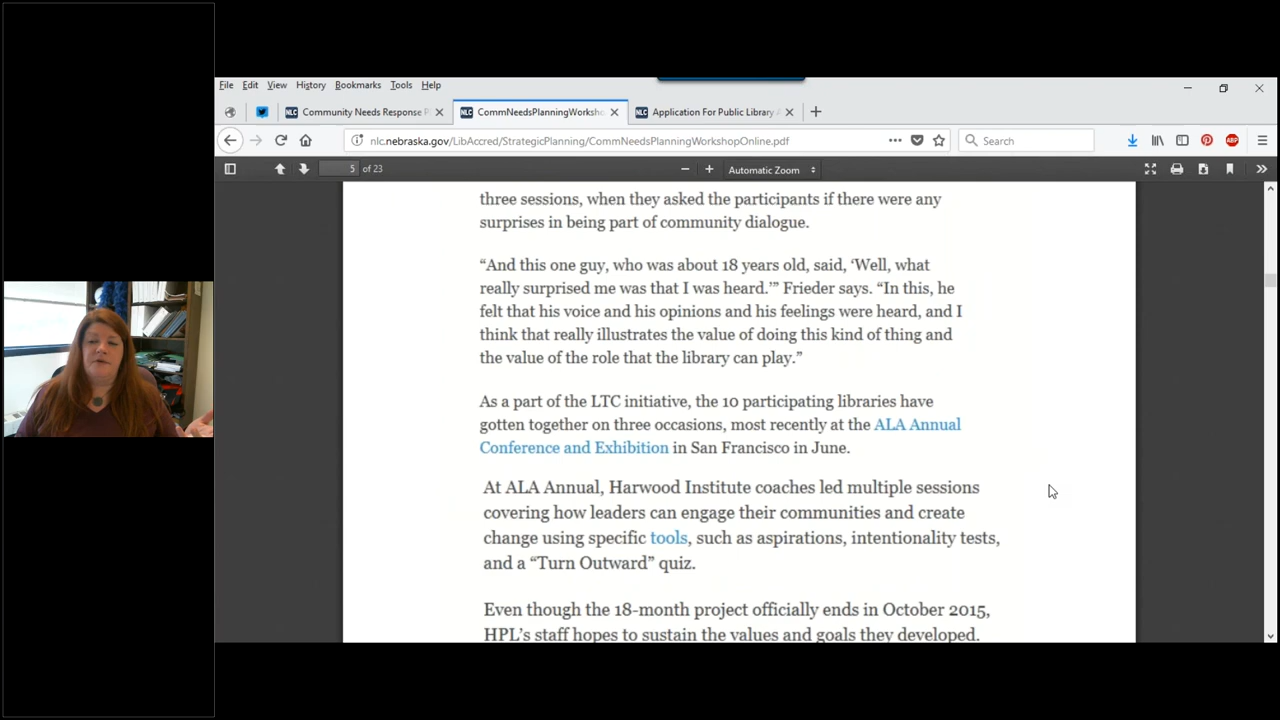 File Edit View History Bookmarks Tools Help
NLC Community Needs Response P
NLC CommNeedsPlanningWorksho
NLC Application For Public Library A
nlc.nebraska.gov/LibAccred/StrategicPlanning/CommNeedsPlanningWorkshopOnline.pdf
Search
ABP
5 of 23
Automatic Zoom
three sessions, when they asked the participants if there were any
surprises in being part of community dialogue.
“And this one guy, who was about 18 years old, said, ‘Well, what
really surprised me was that I was heard.’” Frieder says. “In this, he
felt that his voice and his opinions and his feelings were heard, and I
think that really illustrates the value of doing this kind of thing and
the value of the role that the library can play.”
As a part of the LTC initiative, the 10 participating libraries have
gotten together on three occasions, most recently at the ALA Annual
Conference and Exhibition in San Francisco in June.
At ALA Annual, Harwood Institute coaches led multiple sessions
covering how leaders can engage their communities and create
change using specific tools, such as aspirations, intentionality tests,
and a “Turn Outward” quiz.
Even though the 18-month project officially ends in October 2015,
HPL’s staff hopes to sustain the values and goals they developed.